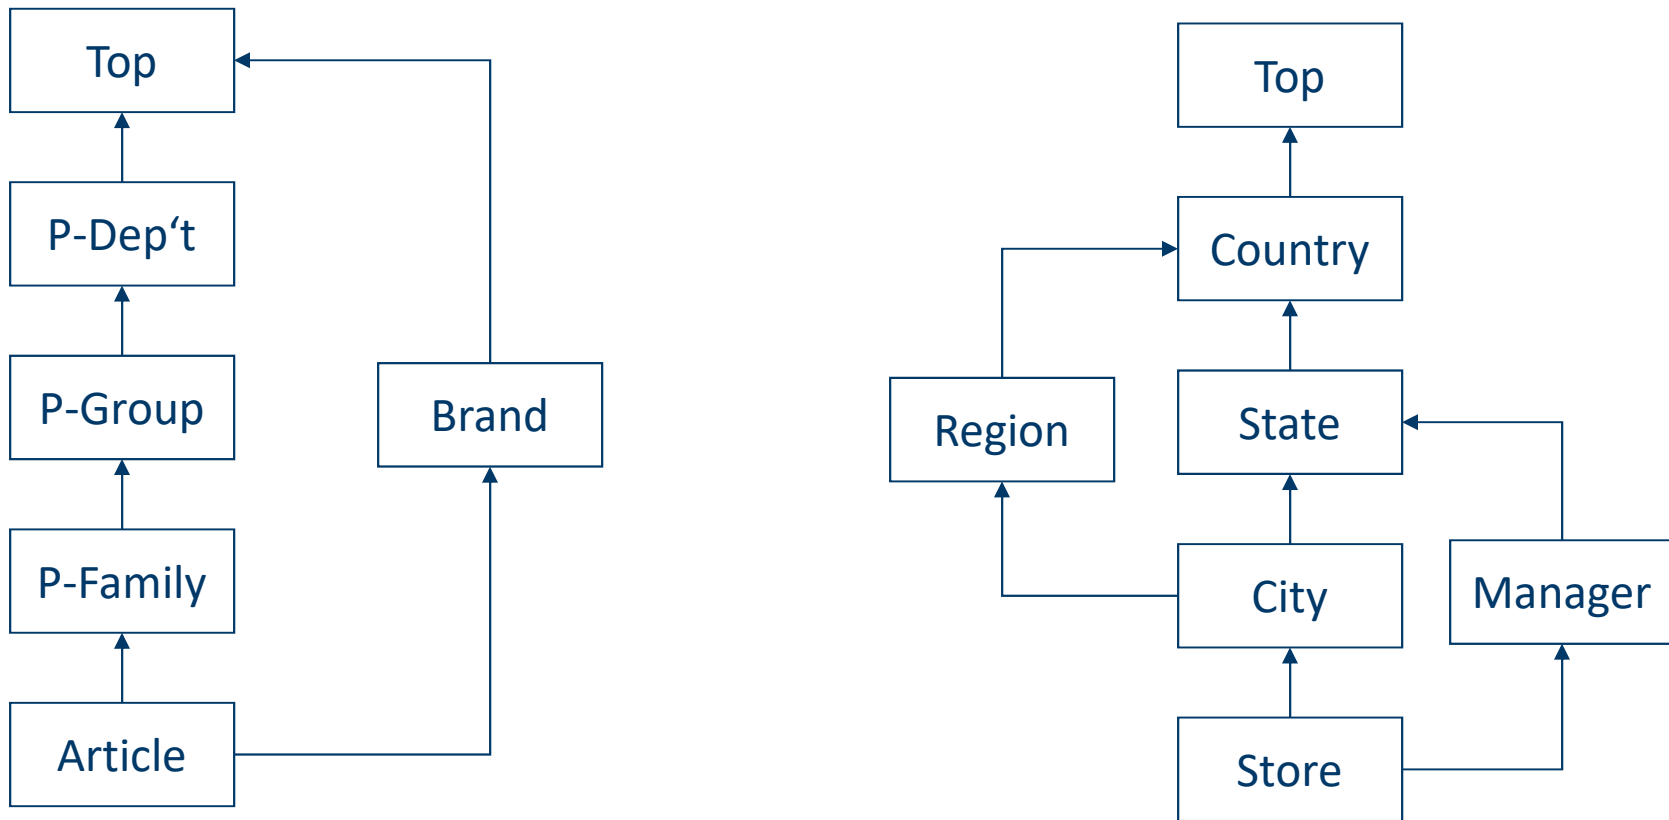 Top
P-Dep‘t
P-Group
Brand
P-Family
Article
Top
Country
Region
State
City
Manager
Store